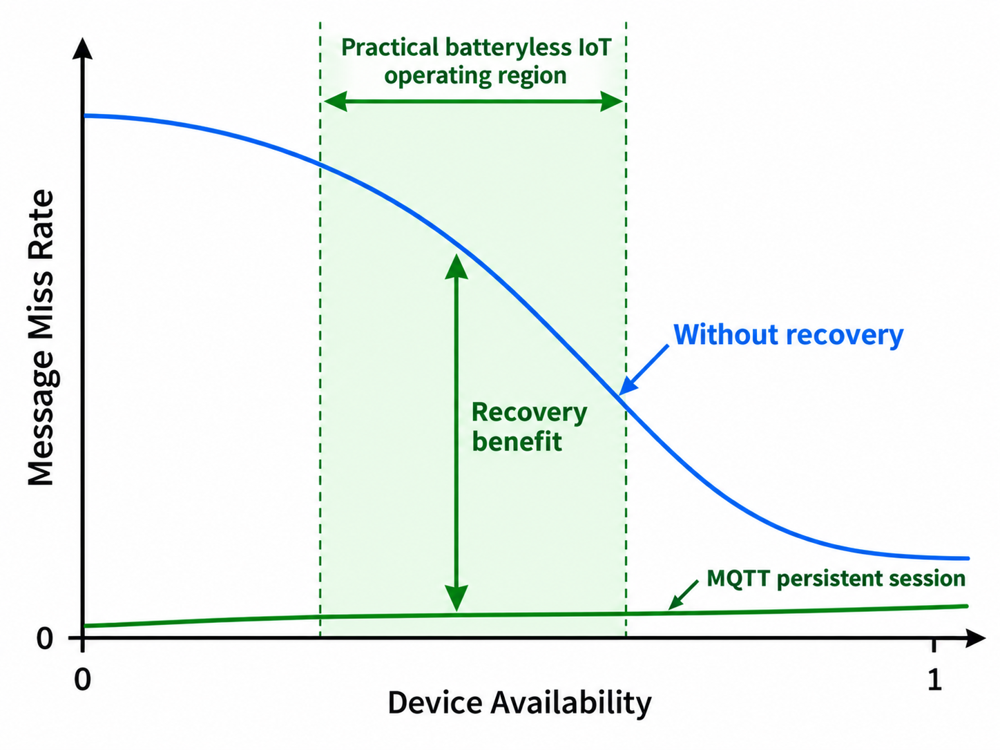 Practical batteryless IoT
operating region
Message Miss Rate
Without recovery
Recovery
benefit
MQTT persistent session
0
0
1
Device Availability